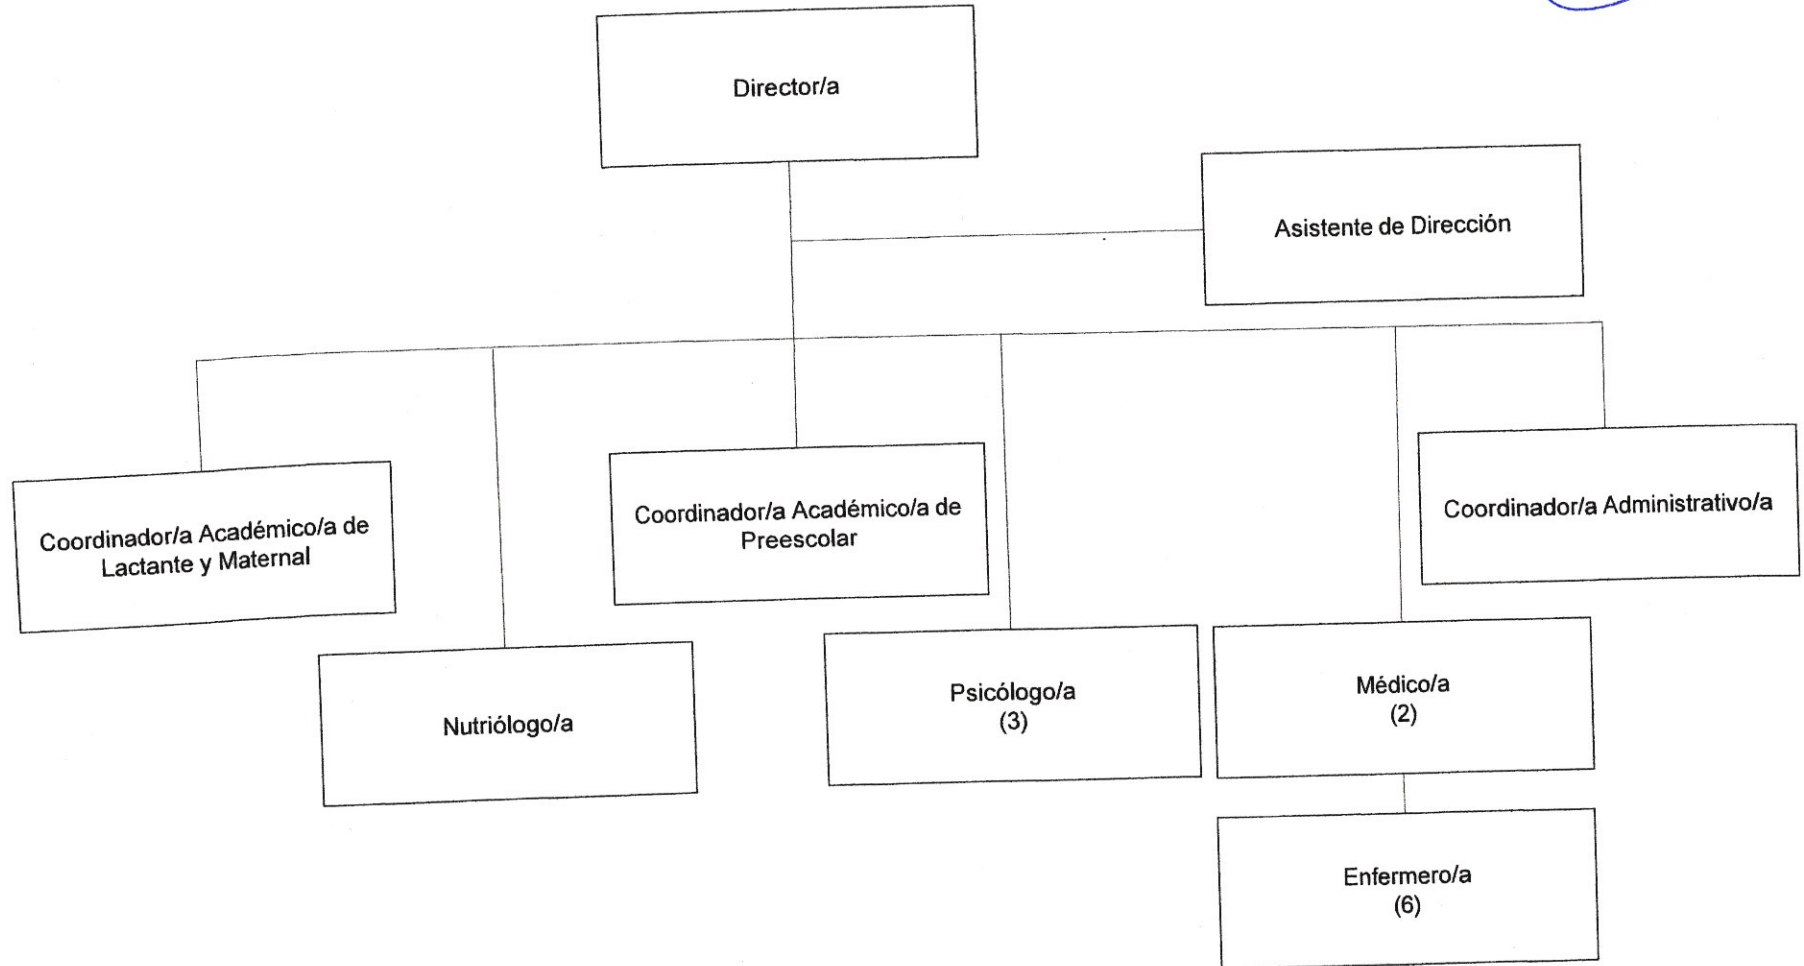 Director/a
Asistente de Dirección
Coordinador/a Académico/a de
Lactante y Maternal
Coordinador/a Académico/a de
Preescolar
Coordinador/a Administrativo/a
Nutriólogo/a
Psicólogo/a
(3)
Médico/a
(2)
Enfermero/a
(6)